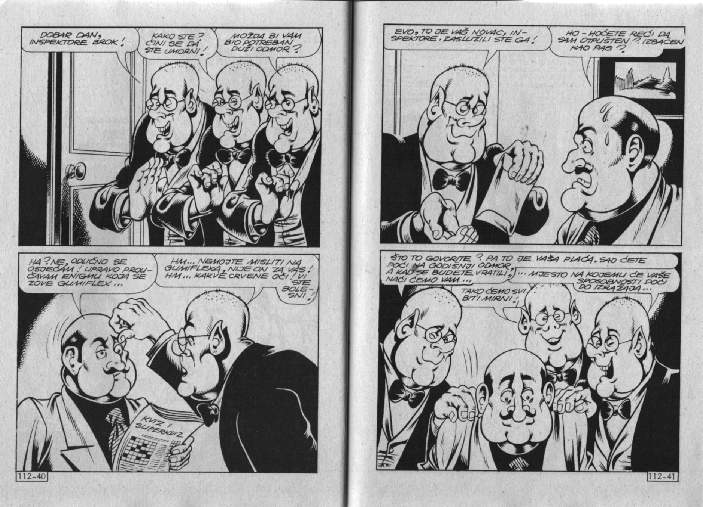 DOBAR DAN,
INSPEKTORE BROK!
KAKO STE?
ČINI SE DA
STE UMORNI!
MOŽDA BI VAM
BIO POTREBAN
DUŽI ODMOR?
HA? NE, ODLIČNO SE
OSJEĆAM! UPRAVO PROU-
ČAVAM ENIGMU KOJA SE
ZOVE GUMIFLEX...
HM... NEMOJTE MISLITI NA
GUMIFLEXA, NIJE ON ZA VAS!
HM... KAKVE CRVENE OČI! VI
STE
BOLE-
SNI!
KVIZ I
SUPERKVIZ
112-40
EVO, TO JE VAŠ NOVAC, IN-
SPEKTORE. ZASLUŽILI STE GA!
HO-HOĆETE REĆI DA
SAM OTPUŠTEN? IZBAČEN
KAO PAS?
ŠTO TO GOVORITE? PA TO JE VAŠA PLAĆA. SAD ĆETE
POĆI NA GODIŠNJI ODMOR,
A KAD SE BUDETE VRATILI,
NAĆI ĆEMO VAM...
TAKO ĆEMO SVI
BITI MIRNI!
...MJESTO NA KOJEMU ĆE VAŠE
SPOSOBNOSTI DOĆI
DO IZRAŽAJA...
112-41